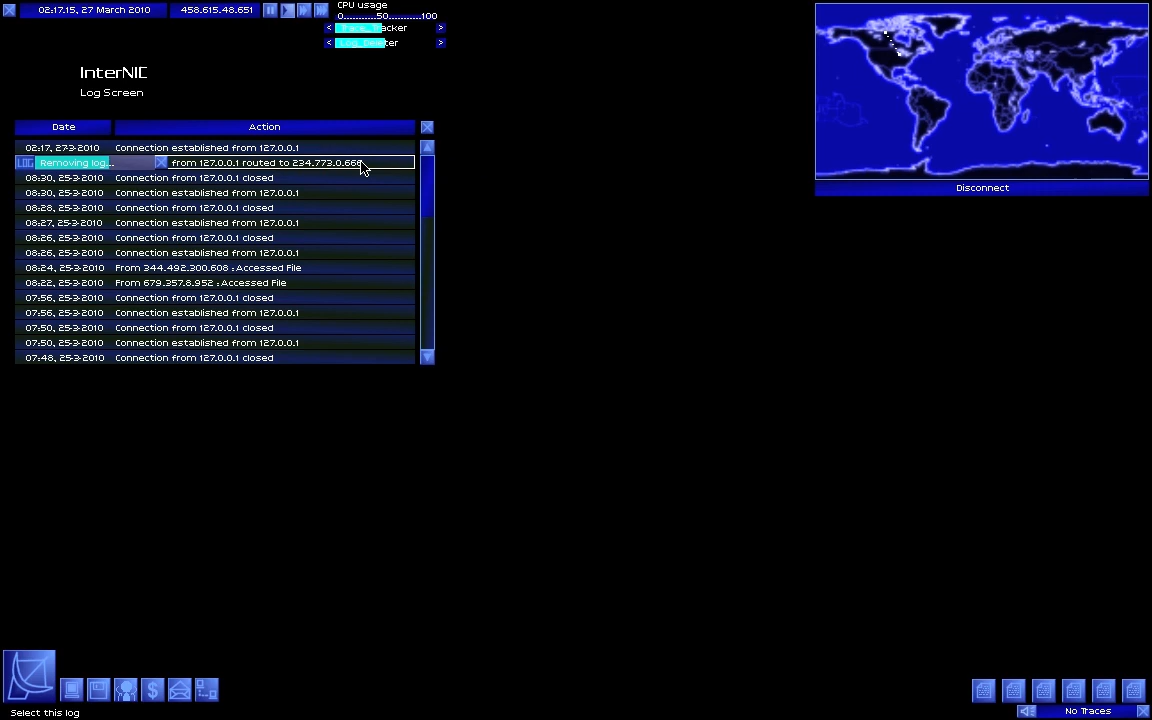 02:17.15, 27 March 2010
458.615.48.651
CPU usage
0..........50..........100
< Tracker >
< Log Deleter >
InterNIC
Log Screen
Date Action
02:17, 27-3-2010 Connection established from 127.0.0.1
LOG Removing log... from 127.0.0.1 routed to 234.773.0.666
08:30, 25-3-2010 Connection from 127.0.0.1 closed
08:30, 25-3-2010 Connection established from 127.0.0.1
08:28, 25-3-2010 Connection from 127.0.0.1 closed
08:27, 25-3-2010 Connection established from 127.0.0.1
08:26, 25-3-2010 Connection from 127.0.0.1 closed
08:26, 25-3-2010 Connection established from 127.0.0.1
08:24, 25-3-2010 From 344.492.300.608 : Accessed File
08:22, 25-3-2010 From 679.357.8.952 : Accessed File
07:56, 25-3-2010 Connection from 127.0.0.1 closed
07:56, 25-3-2010 Connection established from 127.0.0.1
07:50, 25-3-2010 Connection from 127.0.0.1 closed
07:50, 25-3-2010 Connection established from 127.0.0.1
07:48, 25-3-2010 Connection from 127.0.0.1 closed
Disconnect
$
Select this log
No Traces